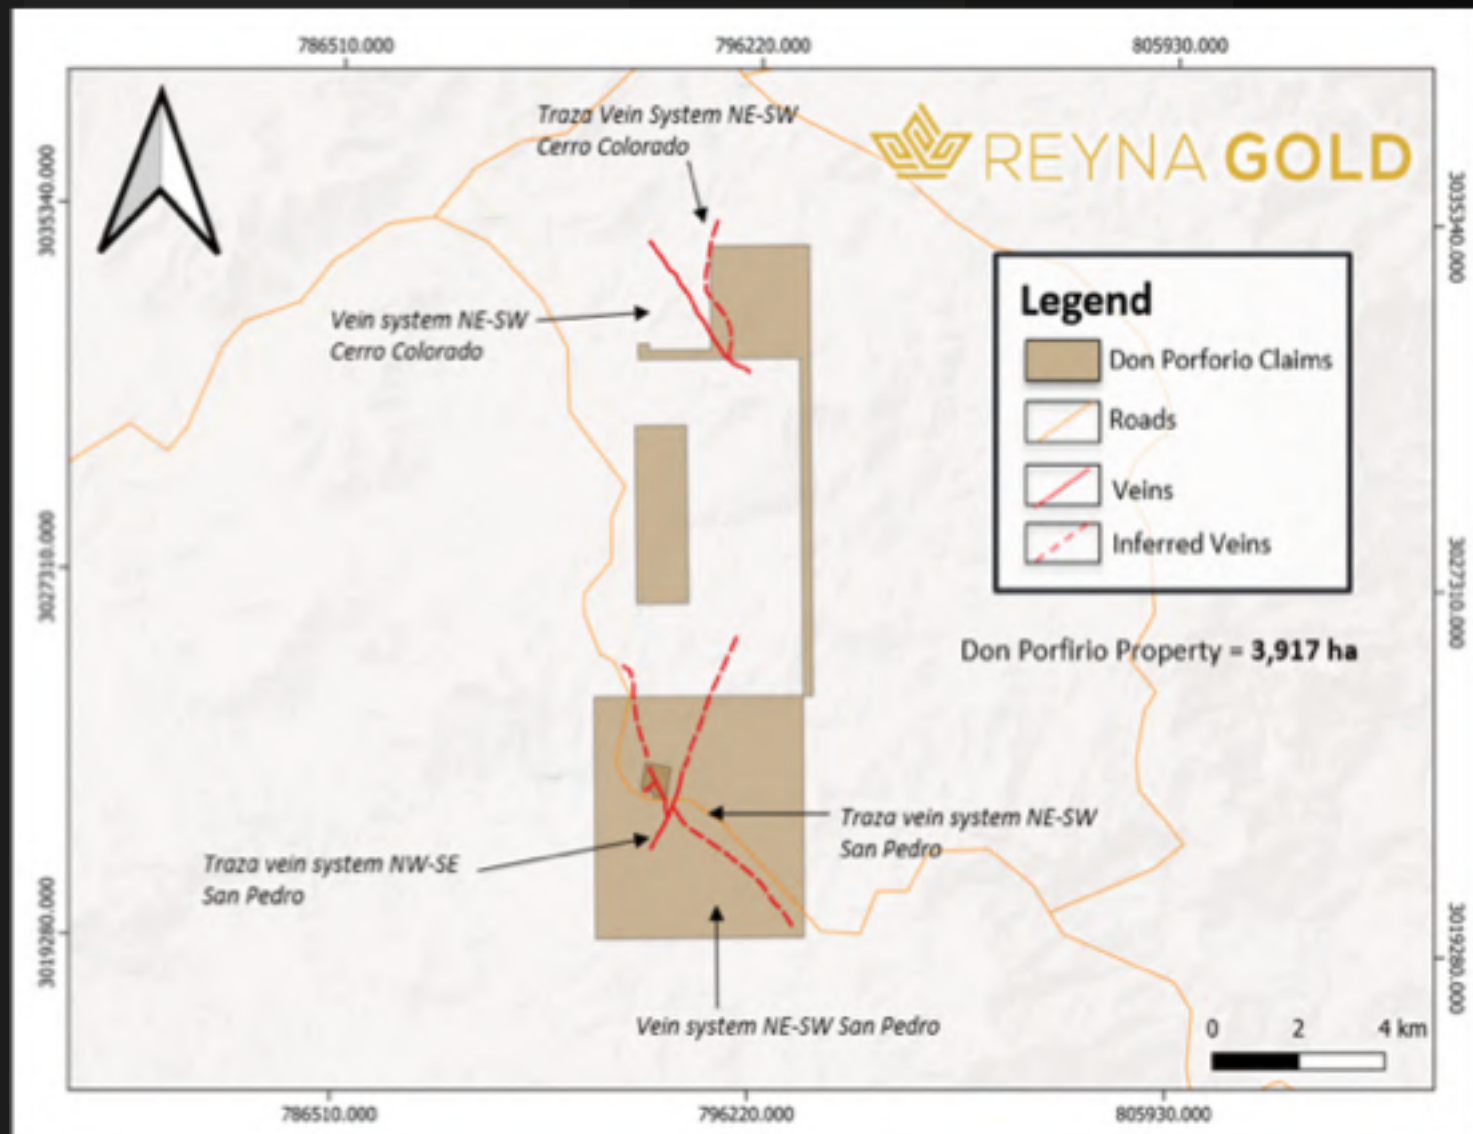 786510.000
796220.000
805930.000
3035340.000
3035340.000
Traza Vein System NE-SW
Cerro Colorado
REYNA GOLD
Legend
Don Porforio Claims
Roads
Veins
Inferred Veins
Vein system NE-SW
Cerro Colorado
3027310.000
3027310.000
Don Porfirio Property = 3,917 ha
Traza vein system NE-SW
San Pedro
Traza vein system NW-SE
San Pedro
3019280.000
3019280.000
Vein system NE-SW San Pedro
0 2 4 km
786510.000
796220.000
805930.000